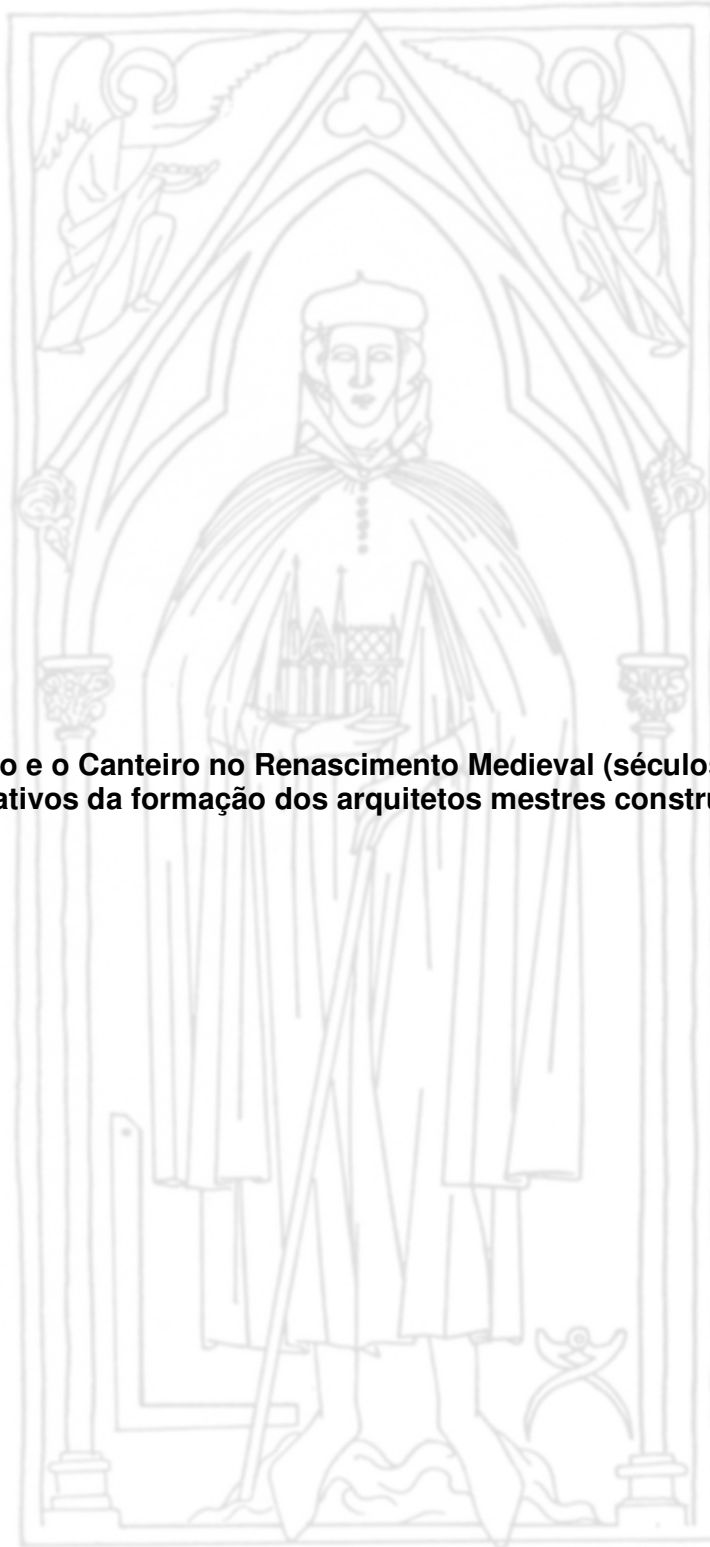 o e o Canteiro no Renascimento Medieval (séculos
ativos da formação dos arquitetos mestres constru